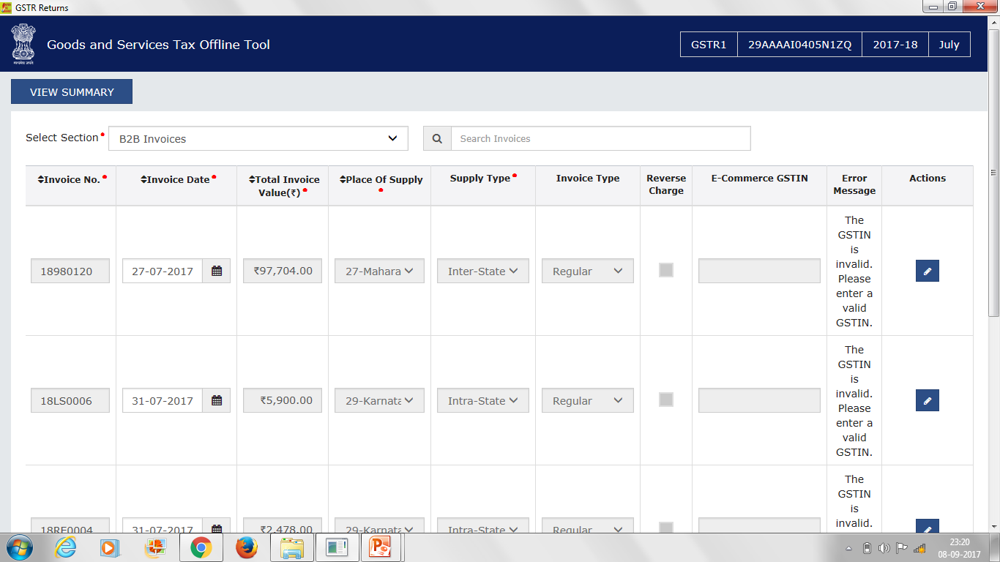 GSTR Returns
Goods and Services Tax Offline Tool
GSTR1 29AAAAI0405N1ZQ 2017-18 July
VIEW SUMMARY
Select Section B2B Invoices Search Invoices
Invoice No. Invoice Date Total Invoice Value(₹) Place Of Supply Supply Type Invoice Type Reverse Charge E-Commerce GSTIN Error Message Actions
18980120 27-07-2017 ₹97,704.00 27-Mahara Inter-State Regular
The
GSTIN
is
invalid.
Please
enter a
valid
GSTIN.
18LS0006 31-07-2017 ₹5,900.00 29-Karnata Intra-State Regular
The
GSTIN
is
invalid.
Please
enter a
valid
GSTIN.
18RE0004 31-07-2017 ₹2,478.00 29-Karnata Intra-State Regular
The
GSTIN
is
invalid.
23:20
08-09-2017